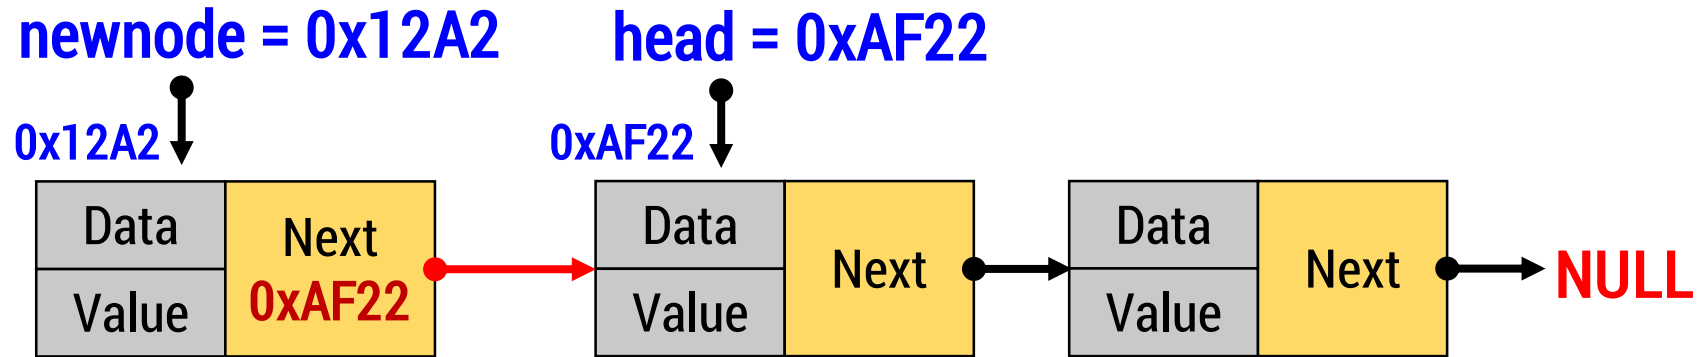 newnode = 0x12A2
head = 0xAF22
0x12A2
0xAF22
Data
Value
Next
0xAF22
Data
Value
Next
Data
Value
Next
NULL